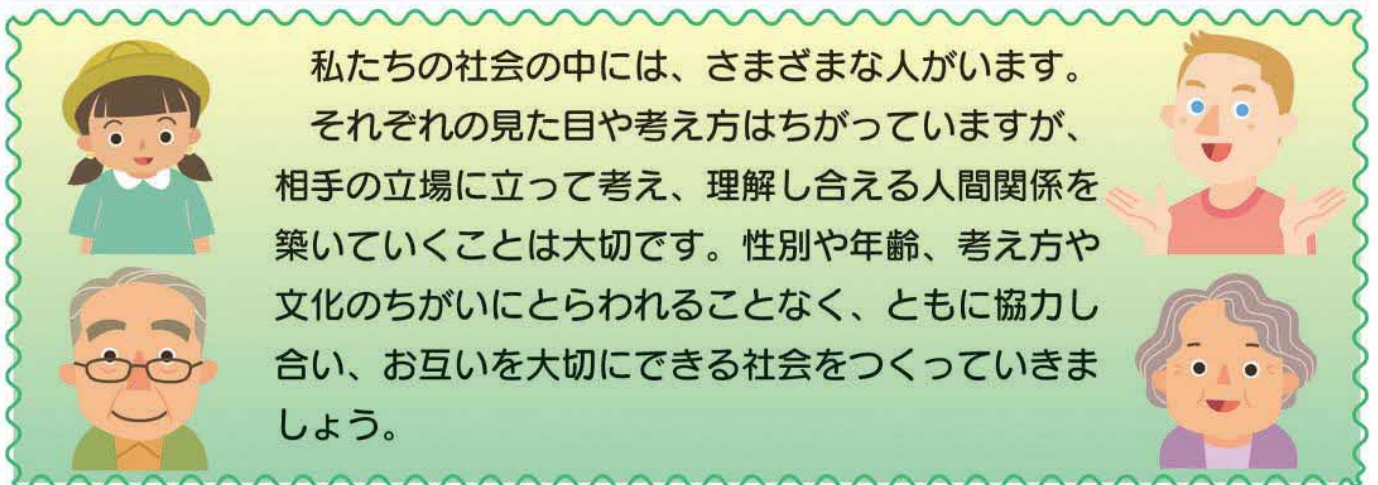 私たちの社会の中には、さまざまな人がいます。
それぞれの見た目や考え方はちがっていますが、
相手の立場に立って考え、理解し合える人間関係を
築いていくことは大切です。性別や年齢、考え方や
文化のちがいにとらわれることなく、ともに協力し
合い、お互いを大切にできる社会をつくっていきま
しょう。